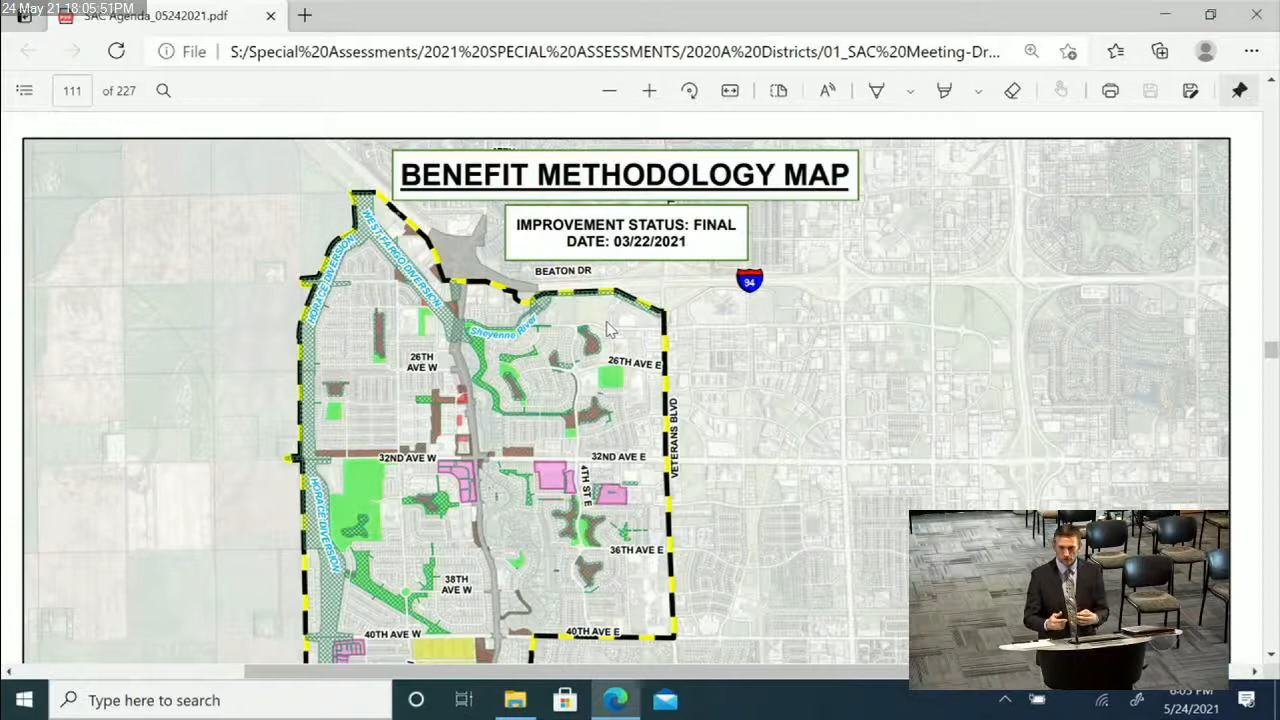 24 May 21 18:05:51PM
SAC Agenda_05242021.pdf
File
S:/Special%20Assessments/2021%20SPECIAL%20ASSESSMENTS/2020A%20Districts/01_SAC%20Meeting-Dr...
111
of 227
BENEFIT METHODOLOGY MAP
IMPROVEMENT STATUS: FINAL
DATE: 03/22/2021
BEATON DR
94
WEST FARGO DIVERSION
HORACE DIVERSION
Sheyenne River
26TH
AVE W
26TH AVE E
VETERANS BLVD
32ND AVE W
32ND AVE E
4TH ST E
HORACE DIVERSION
36TH AVE E
38TH
AVE W
40TH AVE W
40TH AVE E
Type here to search
6:05 PM
5/24/2021